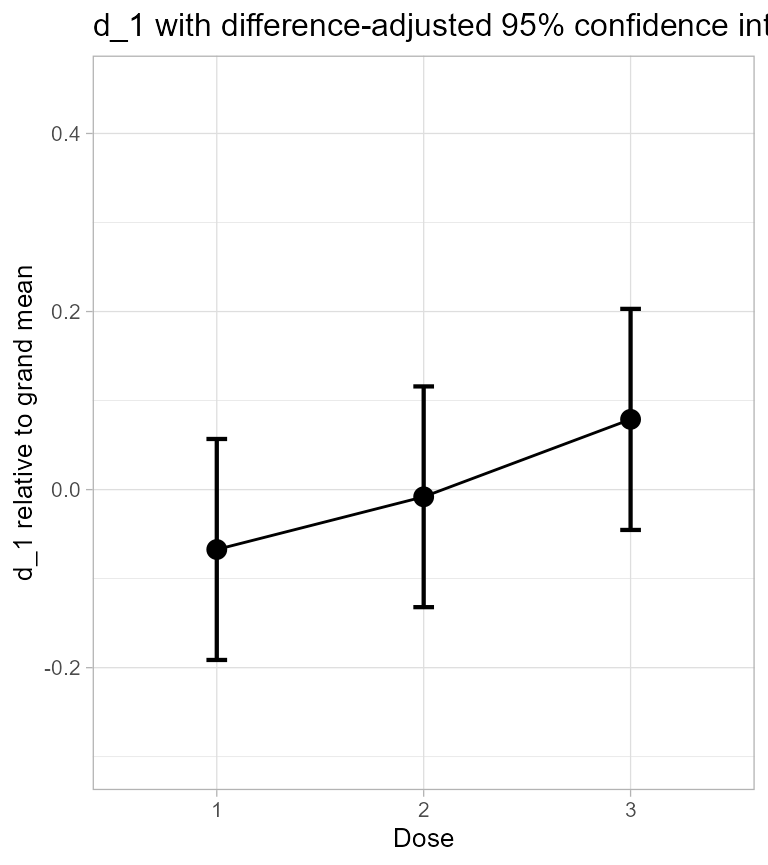 d_1 with difference-adjusted 95% confidence int
0.4
0.2
0.0
-0.2
d_1 relative to grand mean
1 2 3
Dose